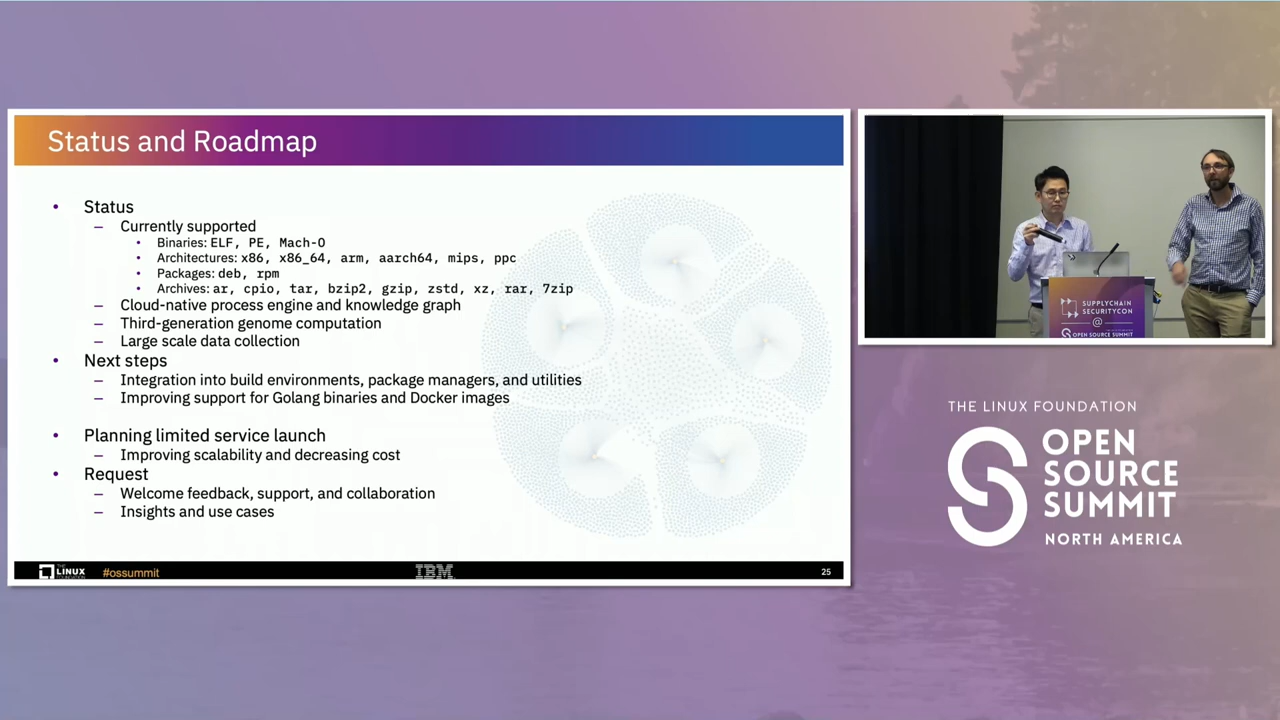 Status and Roadmap
• Status
– Currently supported
• Binaries: ELF, PE, Mach-O
• Architectures: x86, x86_64, arm, aarch64, mips, ppc
• Packages: deb, rpm
• Archives: ar, cpio, tar, bzip2, gzip, zstd, xz, rar, 7zip
– Cloud-native process engine and knowledge graph
– Third-generation genome computation
– Large scale data collection
• Next steps
– Integration into build environments, package managers, and utilities
– Improving support for Golang binaries and Docker images
• Planning limited service launch
– Improving scalability and decreasing cost
• Request
– Welcome feedback, support, and collaboration
– Insights and use cases
THE
LINUX
FOUNDATION
#ossummit
IBM
25
SUPPLYCHAIN
SECURITYCON
@
OPEN SOURCE SUMMIT
THE LINUX FOUNDATION
OPEN
SOURCE
SUMMIT
NORTH AMERICA